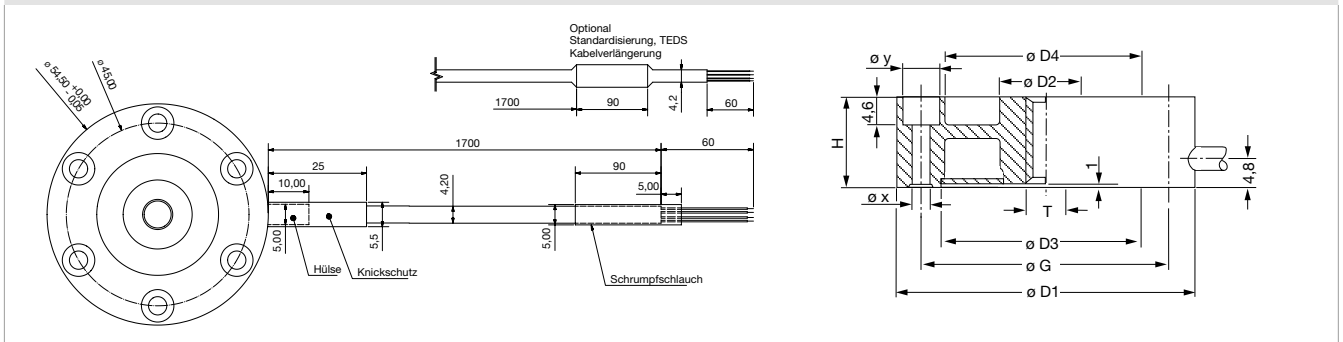 Optional
Standardisierung, TEDS
Kabelverlängerung
ø 54,50 +0,00 - 0,05
ø 45,00
1700
90
4,2
60
1700
60
25
90
10,00
4,20
5,00
5,00
5,5
5,00
Hülse
Knickschutz
Schrumpfschlauch
ø D4
ø y
ø D2
4,6
H
1
4,8
ø x
T
ø D3
ø G
ø D1